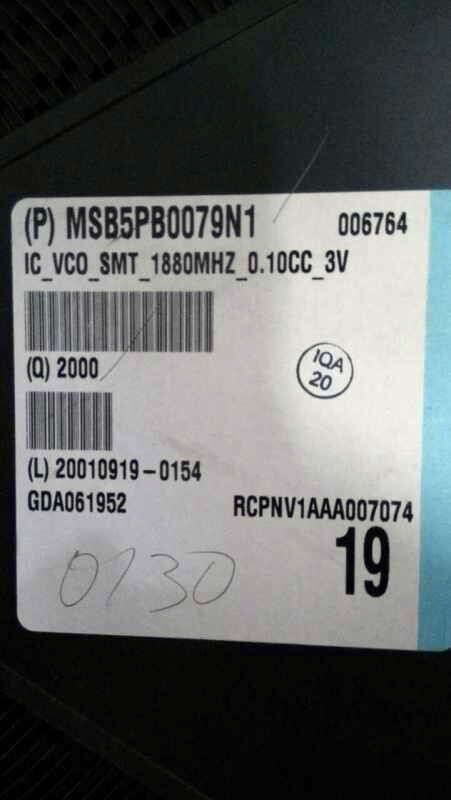 (P) MSB5PB0079N1 006764
IC_VCO_SMT_1880MHZ_0.10CC_3V
(Q) 2000
IQA
20
(L) 20010919-0154
GDA061952 RCPNV1AAA007074
19
0130